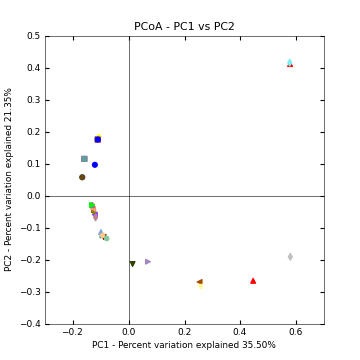 PCoA - PC1 vs PC2
PC2 - Percent variation explained 21.35%
0.5
0.4
0.3
0.2
0.1
0.0
−0.1
−0.2
−0.3
−0.4
−0.2 0.0 0.2 0.4 0.6
PC1 - Percent variation explained 35.50%